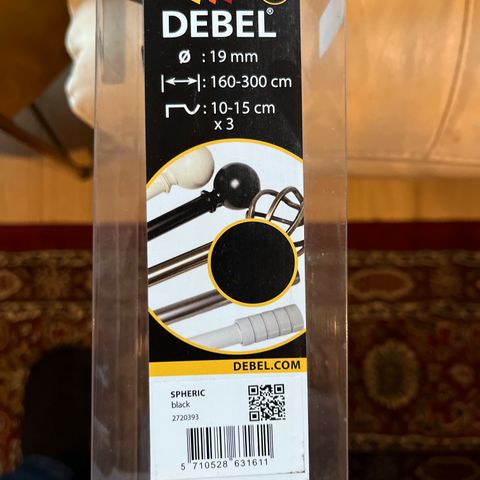 DEBEL®
Ø : 19 mm
: 160-300 cm
: 10-15 cm
x 3
DEBEL.COM
SPHERIC
black
2720393
5 710528 631611